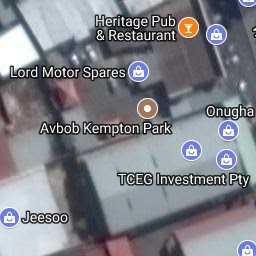 Heritage Pub
& Restaurant
Lord Motor Spares
Avbob Kempton Park
Onugha
TCEG Investment Pty
Jeesoo